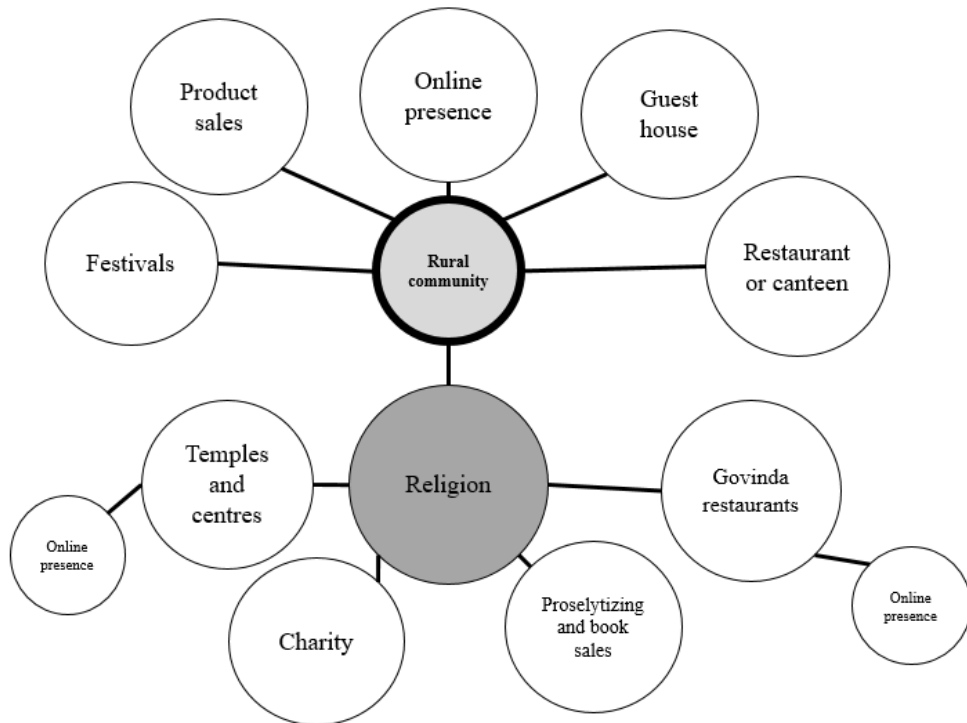 Product
sales
Online
presence
Guest
house
Festivals
Rural
community
Restaurant
or canteen
Temples
and
centres
Religion
Govinda
restaurants
Online
presence
Charity
Proselytizing
and book
sales
Online
presence